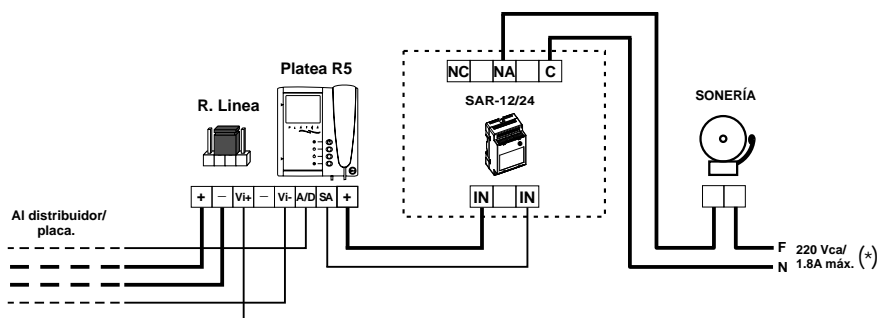 Platea R5
R. Linea
PLATEA
NC NA C
SAR-12/24
SONERÍA
+ – Vi+ – Vi- A/D SA +
IN IN
Al distribuidor/
placa.
F 220 Vca/
N 1.8A máx. (*)